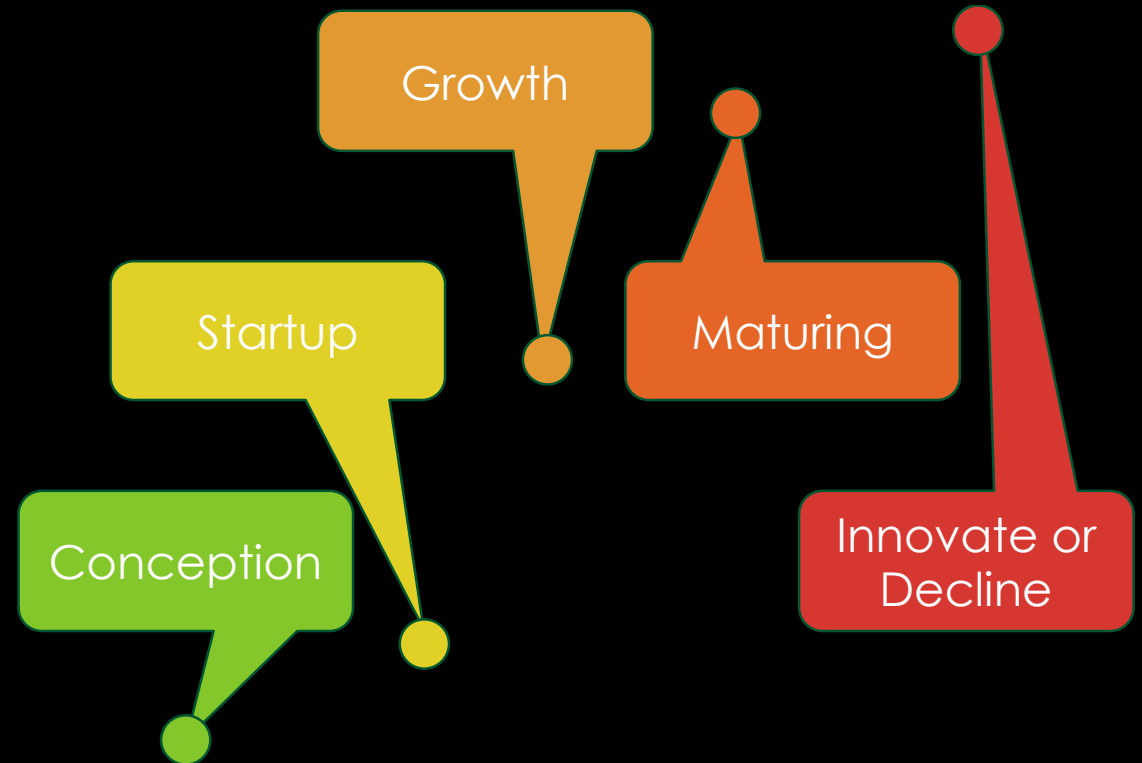 Growth
Startup
Maturing
Conception
Innovate or
Decline